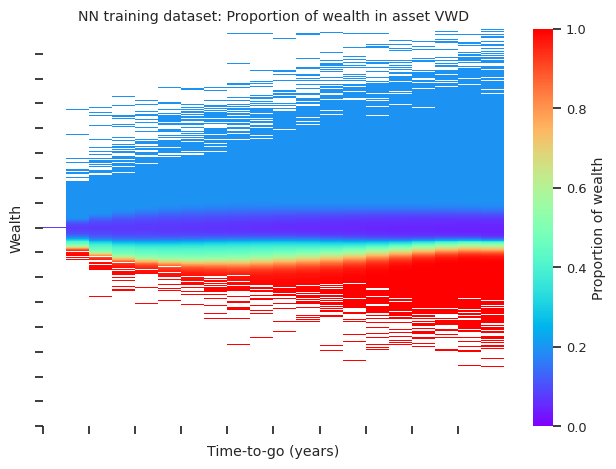 NN training dataset: Proportion of wealth in asset VWD
Wealth
Time-to-go (years)
1.0
0.8
0.6
0.4
0.2
0.0
Proportion of wealth